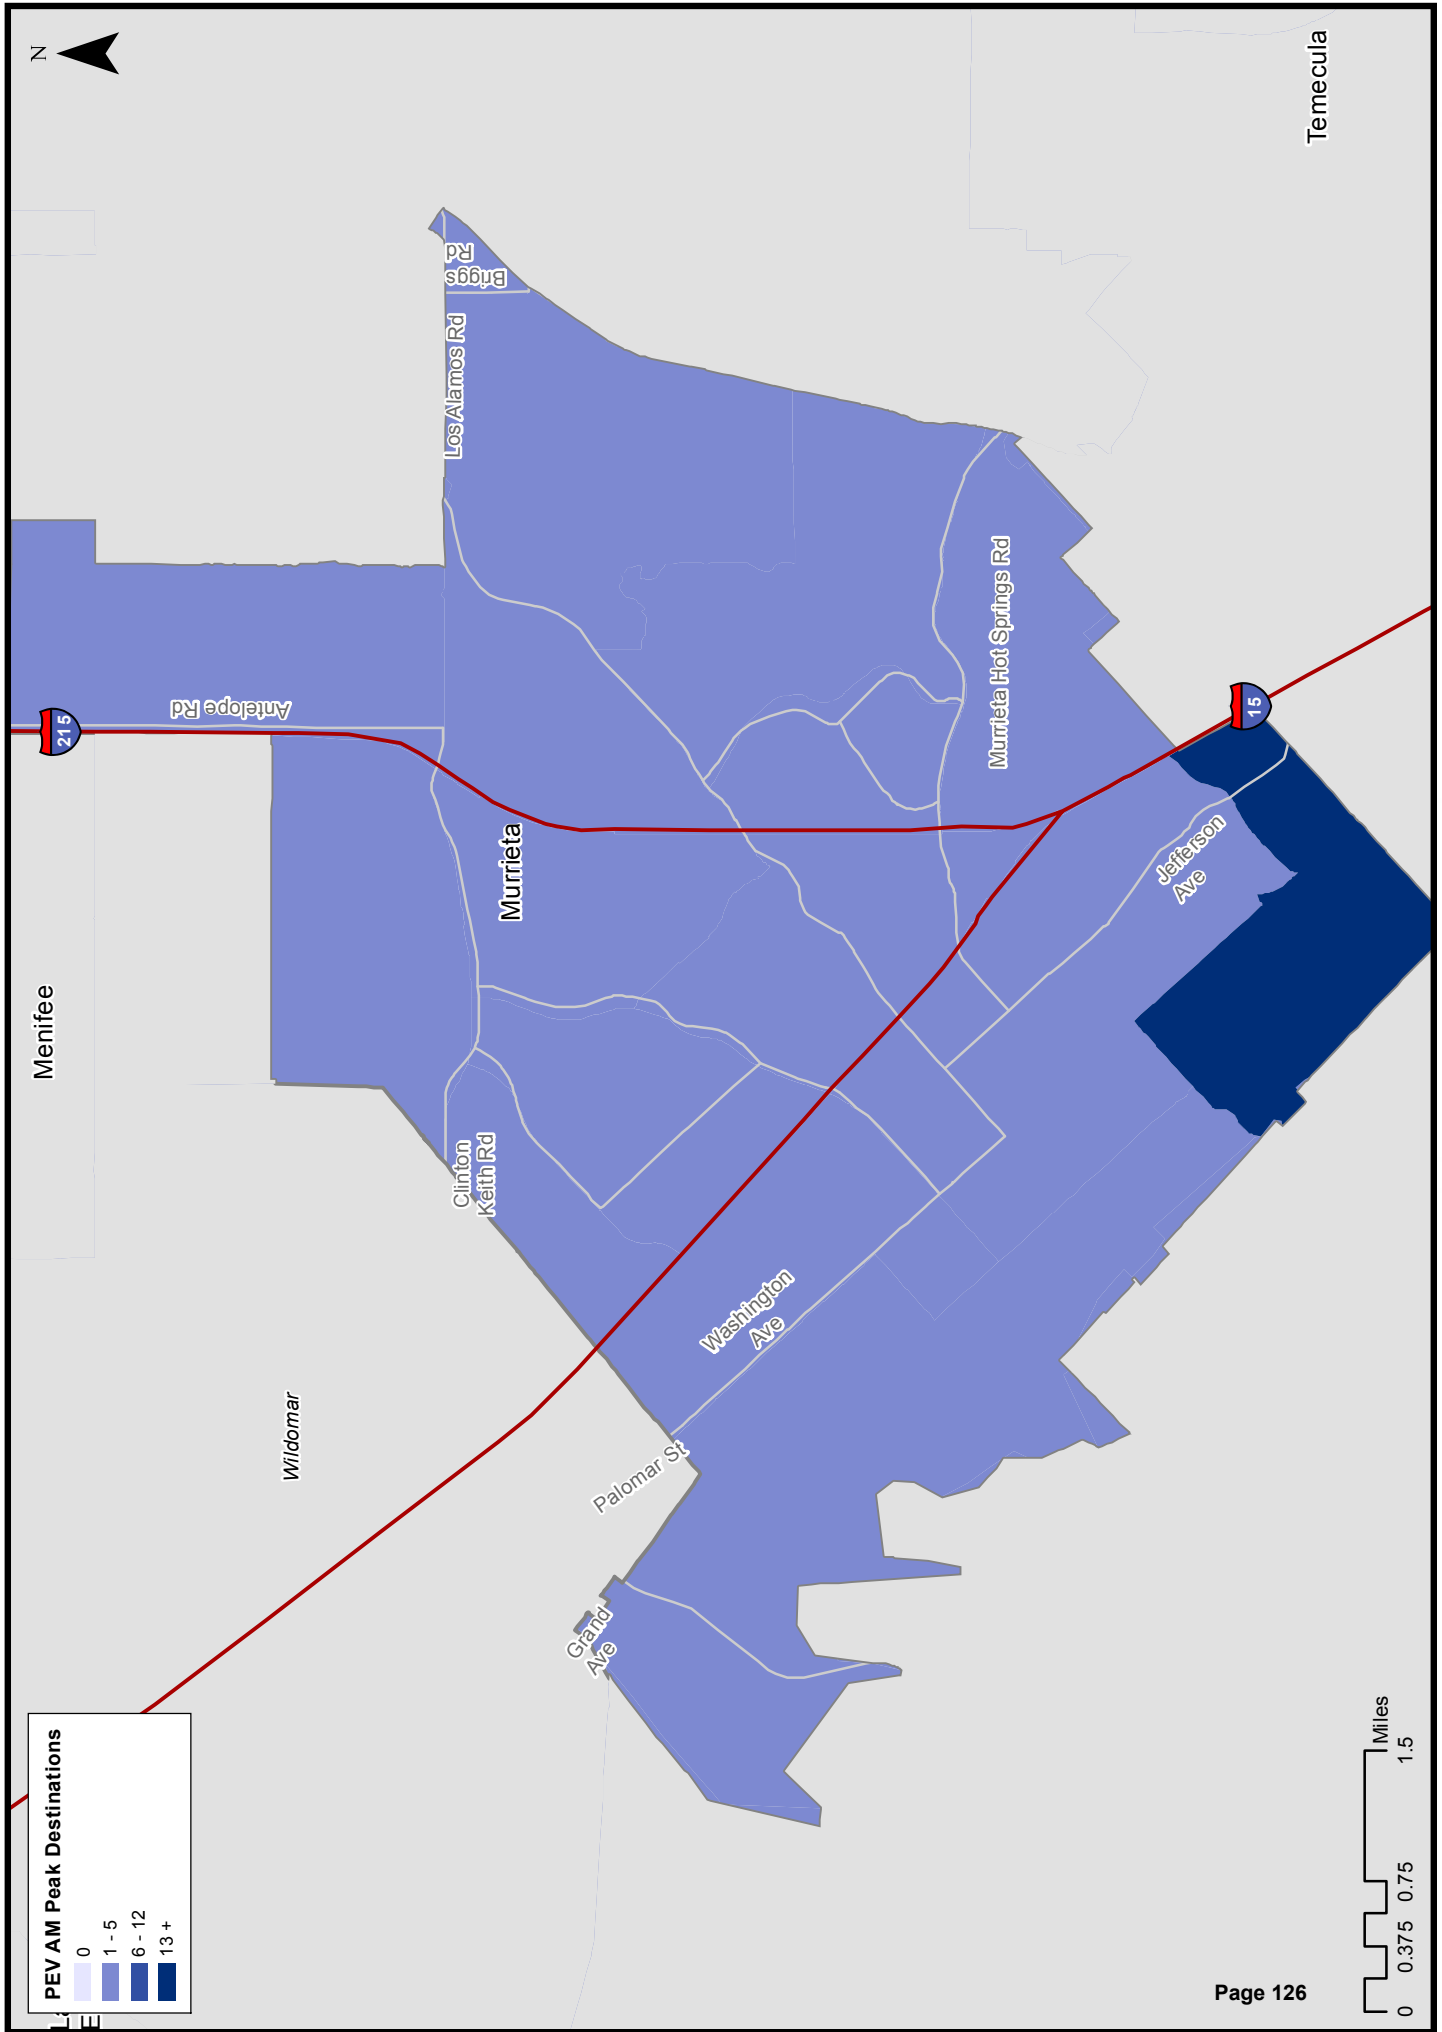 N
Temecula
Briggs
Rd
Los Alamos Rd
Murrieta Hot Springs Rd
Antelope Rd
215
15
Murrieta
Jefferson
Ave
Menifee
Clinton
Keith Rd
Washington
Ave
Wildomar
Palomar St
Grand
Ave
PEV AM Peak Destinations
0
1 - 5
6 - 12
13 +
Miles
0 0.375 0.75 1.5
Page 126